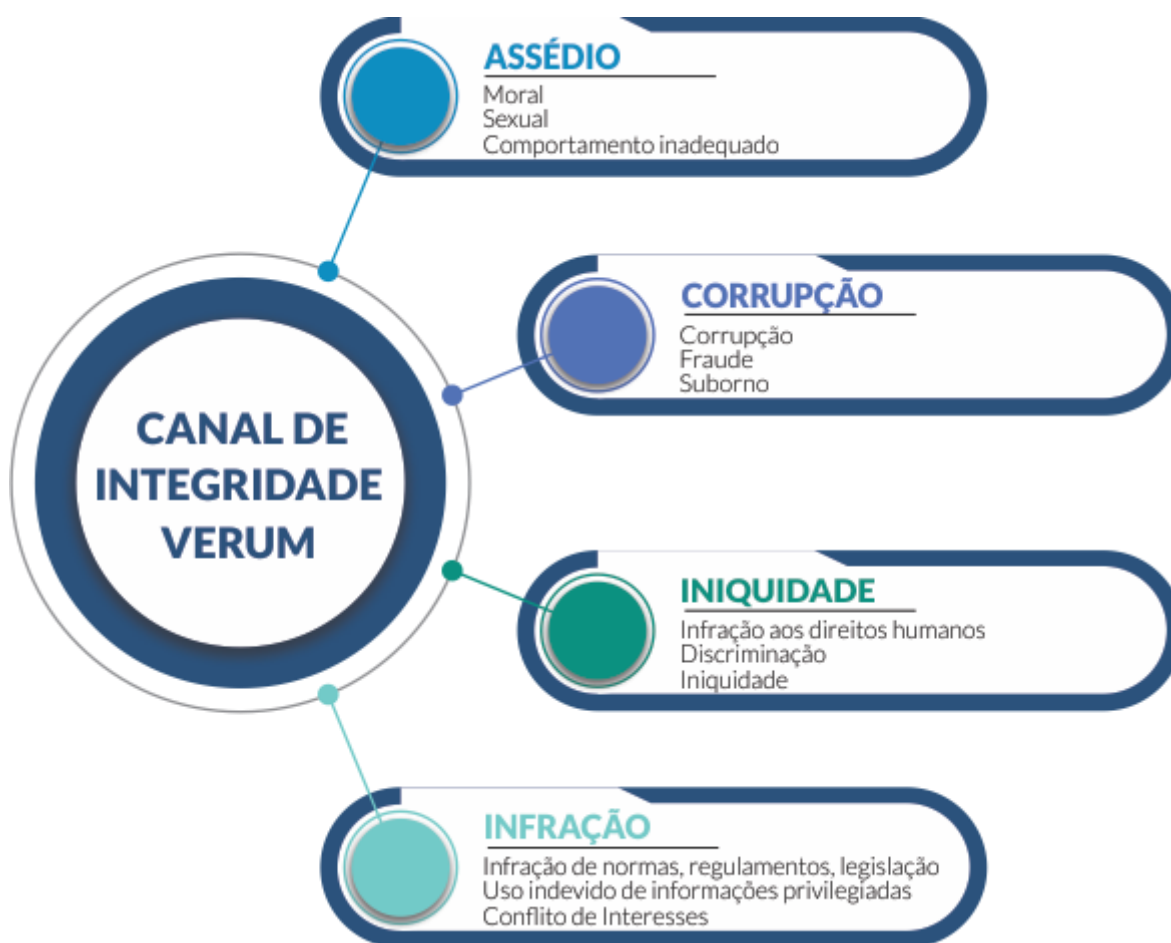 ASSÉDIO
Moral
Sexual
Comportamento inadequado
CORRUPÇÃO
Corrupção
Fraude
Suborno
CANAL DE
INTEGRIDADE
VERUM
INIQUIDADE
Infração aos direitos humanos
Discriminação
Iniquidade
INFRAÇÃO
Infração de normas, regulamentos, legislação
Uso indevido de informações privilegiadas
Conflito de Interesses